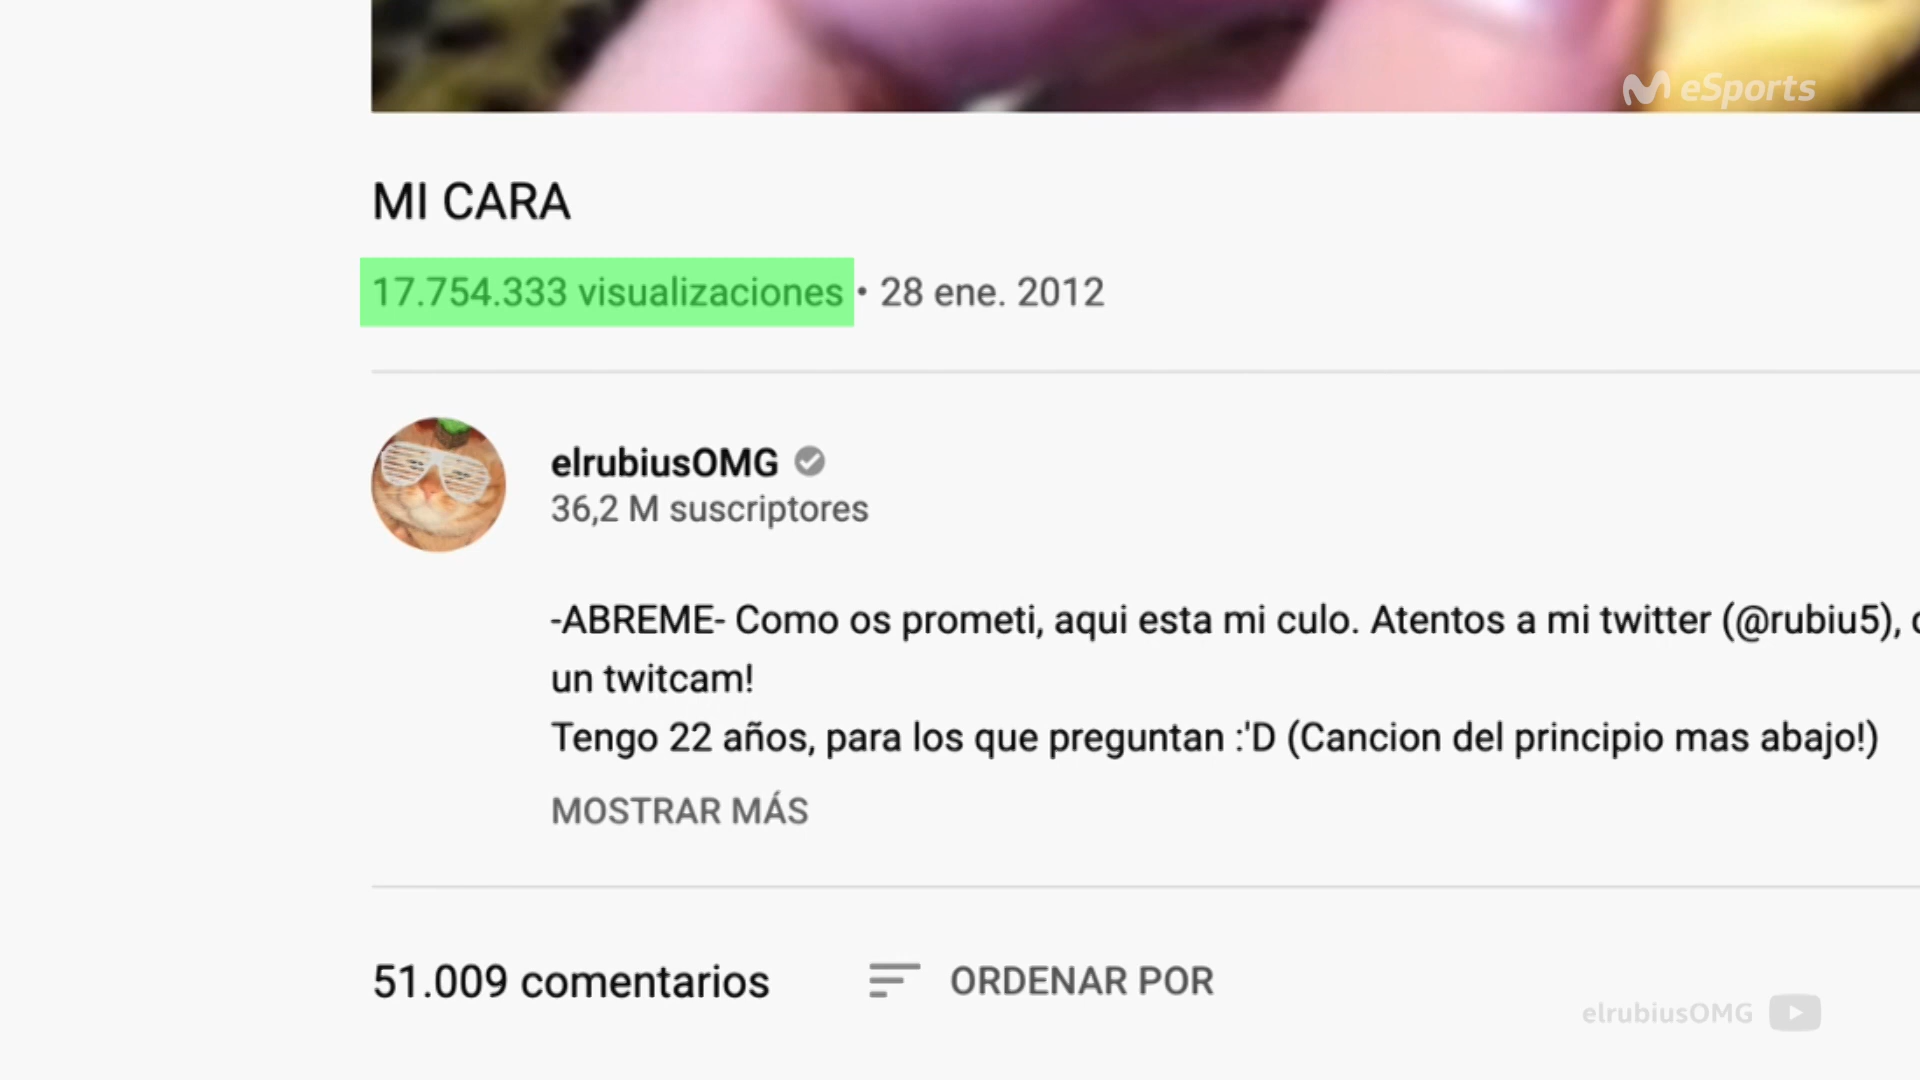 eSports
MI CARA
17.754.333 visualizaciones • 28 ene. 2012
elrubiusOMG
36,2 M suscriptores
-ABREME- Como os prometi, aqui esta mi culo. Atentos a mi twitter (@rubiu5),
un twitcam!
Tengo 22 años, para los que preguntan :'D (Cancion del principio mas abajo!)
MOSTRAR MÁS
51.009 comentarios
ORDENAR POR
elrubiusOMG